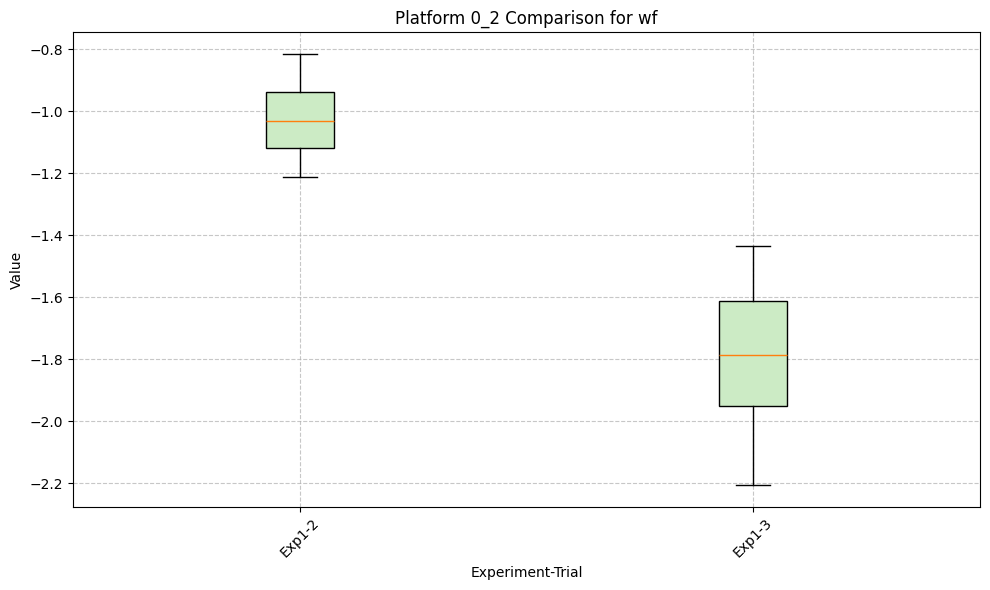 Platform 0_2 Comparison for wf
−0.8
−1.0
−1.2
−1.4
−1.6
−1.8
−2.0
−2.2
Value
Exp1-2
Exp1-3
Experiment-Trial